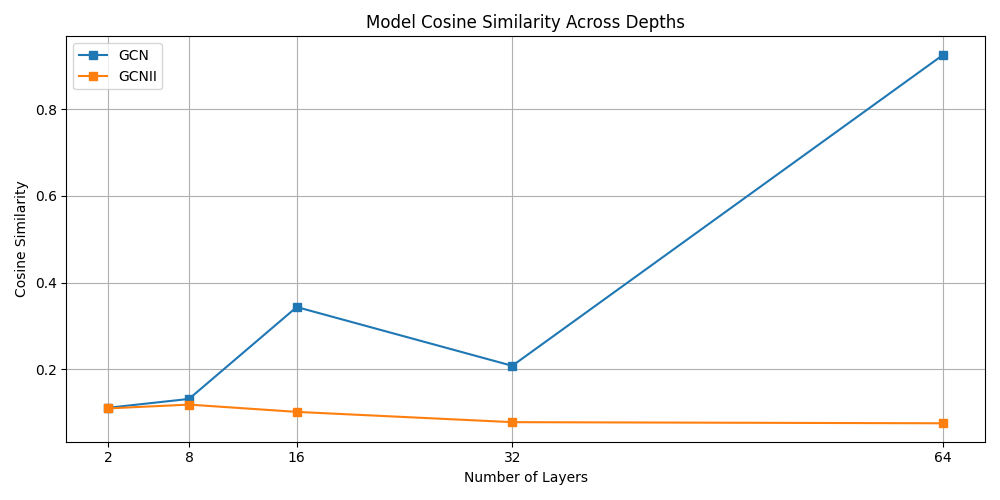 Model Cosine Similarity Across Depths
GCN
GCNII
Cosine Similarity
0.8
0.6
0.4
0.2
2 8 16 32 64
Number of Layers